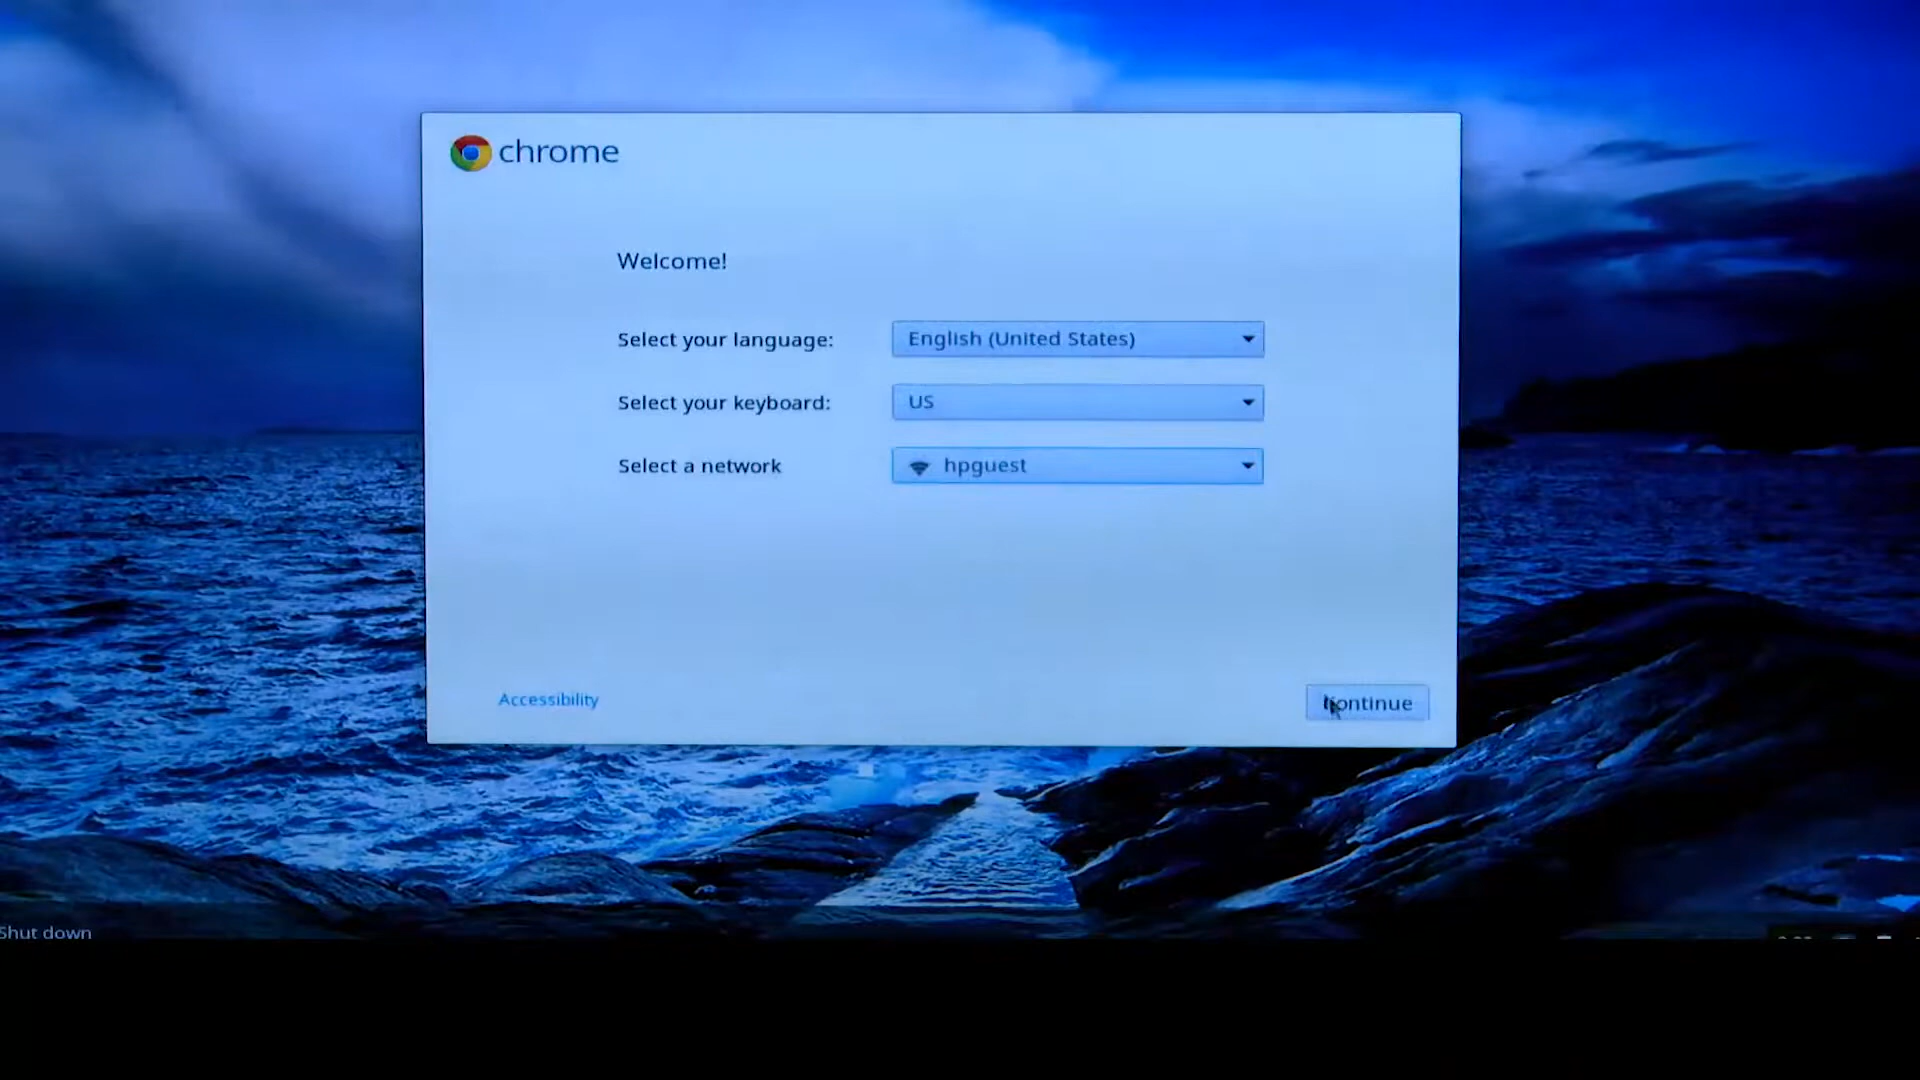 chrome
Welcome!
Select your language: English (United States)
Select your keyboard: US
Select a network hpguest
Accessibility Continue
Shut down